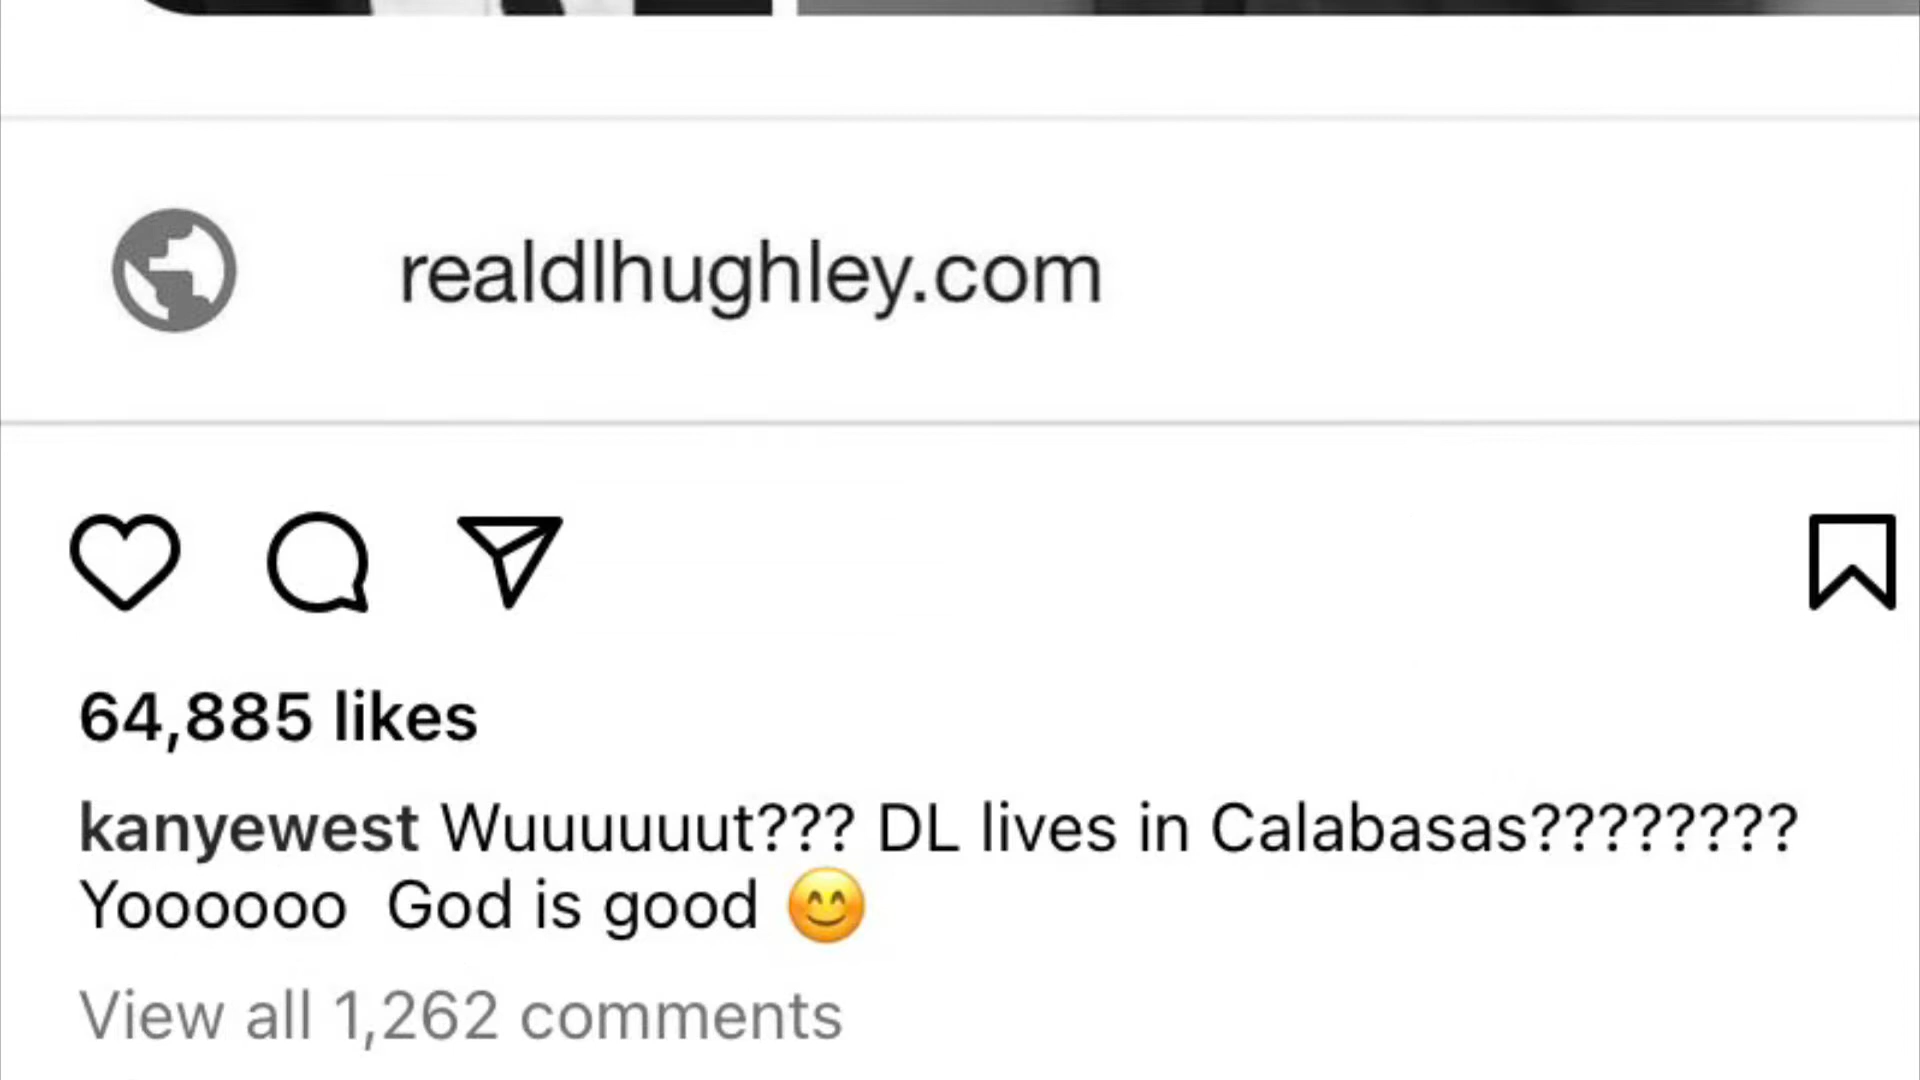 realdlhughley.com
64,885 likes
kanyewest Wuuuuuut??? DL lives in Calabasas????????
Yoooooo  God is good 😊
View all 1,262 comments